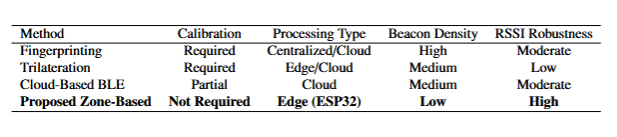 Method Calibration Processing Type Beacon Density RSSI Robustness
Fingerprinting Required Centralized/Cloud High Moderate
Trilateration Required Edge/Cloud Medium Low
Cloud-Based BLE Partial Cloud Medium Moderate
Proposed Zone-Based Not Required Edge (ESP32) Low High